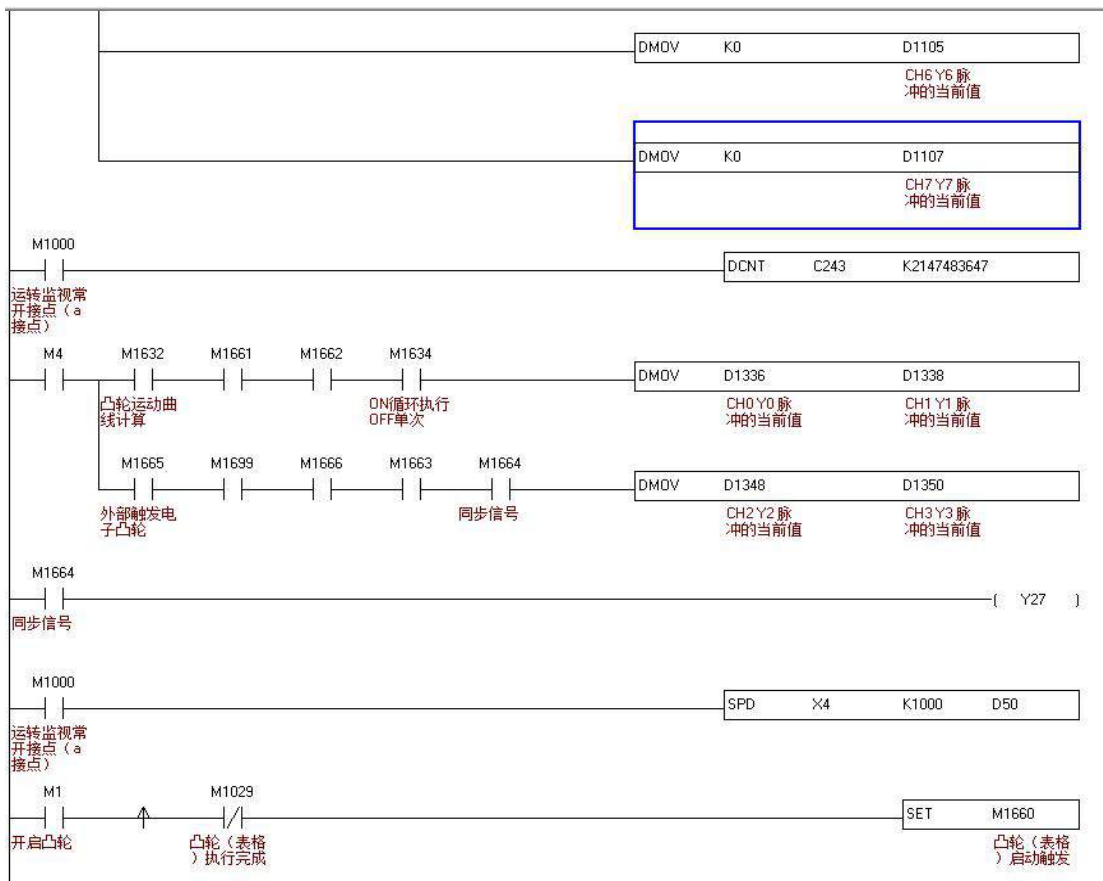 DMOV K0 D1105
CH6 Y6 脉
冲的当前值
DMOV K0 D1107
CH7 Y7 脉
冲的当前值
M1000
DCNT C243 K2147483647
运转监视常
开接点（a
接点）
M4 M1632 M1661 M1662 M1634
DMOV D1336 D1338
凸轮运动曲
线计算
ON循环执行
OFF单次
CH0 Y0 脉
冲的当前值
CH1 Y1 脉
冲的当前值
M1665 M1699 M1666 M1663 M1664
DMOV D1348 D1350
外部触发电
子凸轮
同步信号
CH2 Y2 脉
冲的当前值
CH3 Y3 脉
冲的当前值
M1664
Y27
同步信号
M1000
SPD X4 K1000 D50
运转监视常
开接点（a
接点）
M1 M1029
SET M1660
开启凸轮
凸轮（表格
）执行完成
凸轮（表格
）启动触发